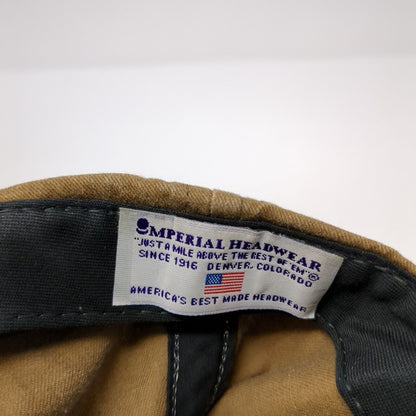 IMPERIAL HEADWEAR
"JUST A MILE ABOVE THE BEST OF 'EM"®
SINCE 1916 DENVER, COLORADO
AMERICA'S BEST MADE HEADWEAR